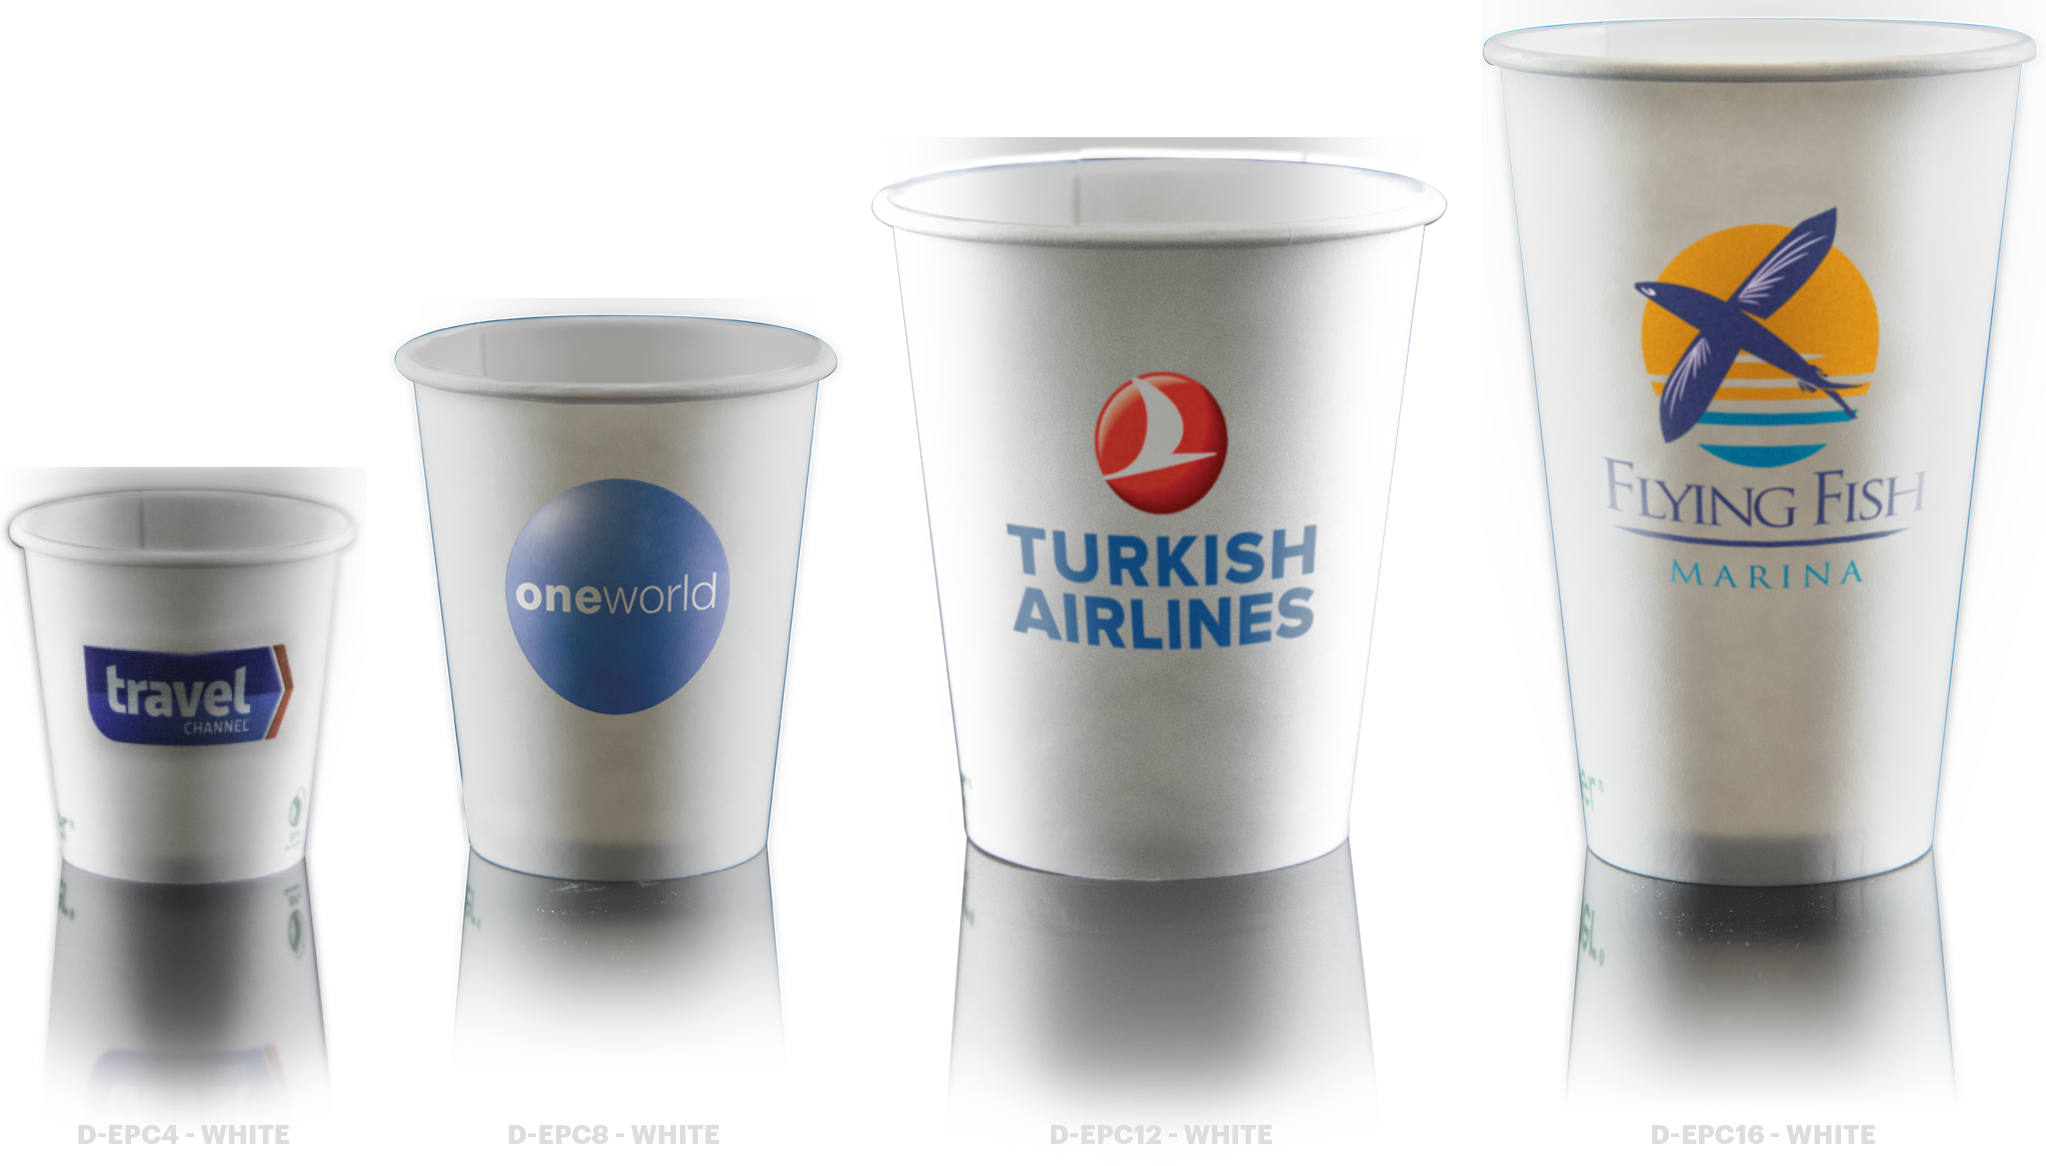 travel
CHANNEL
oneworld
TURKISH
AIRLINES
FLYING FISH
MARINA
D-EPC4 - WHITE
D-EPC8 - WHITE
D-EPC12 - WHITE
D-EPC16 - WHITE